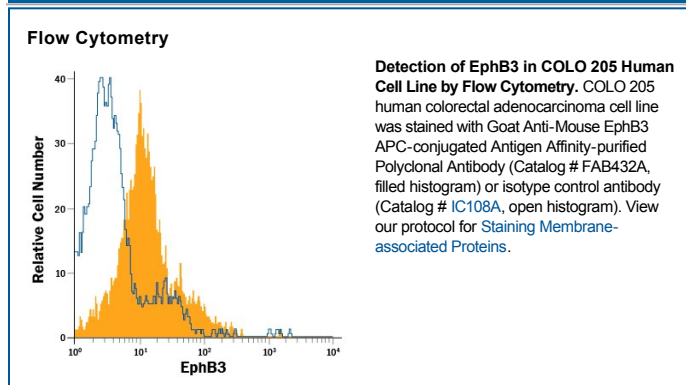 Flow Cytometry
Detection of EphB3 in COLO 205 Human
Cell Line by Flow Cytometry. COLO 205
human colorectal adenocarcinoma cell line
was stained with Goat Anti-Mouse EphB3
APC-conjugated Antigen Affinity-purified
Polyclonal Antibody (Catalog # FAB432A,
filled histogram) or isotype control antibody
(Catalog # IC108A, open histogram). View
our protocol for Staining Membrane-
associated Proteins.
Relative Cell Number
40
30
20
10
0
10⁰ 10¹ 10² 10³ 10⁴
EphB3